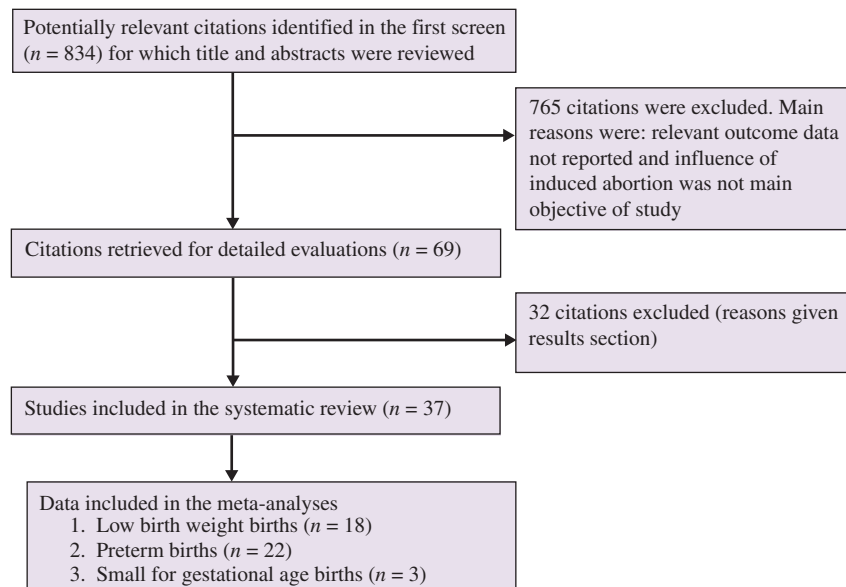 Potentially relevant citations identified in the first screen
(n = 834) for which title and abstracts were reviewed
765 citations were excluded. Main
reasons were: relevant outcome data
not reported and influence of
induced abortion was not main
objective of study
Citations retrieved for detailed evaluations (n = 69)
32 citations excluded (reasons given
results section)
Studies included in the systematic review (n = 37)
Data included in the meta-analyses
1. Low birth weight births (n = 18)
2. Preterm births (n = 22)
3. Small for gestational age births (n = 3)